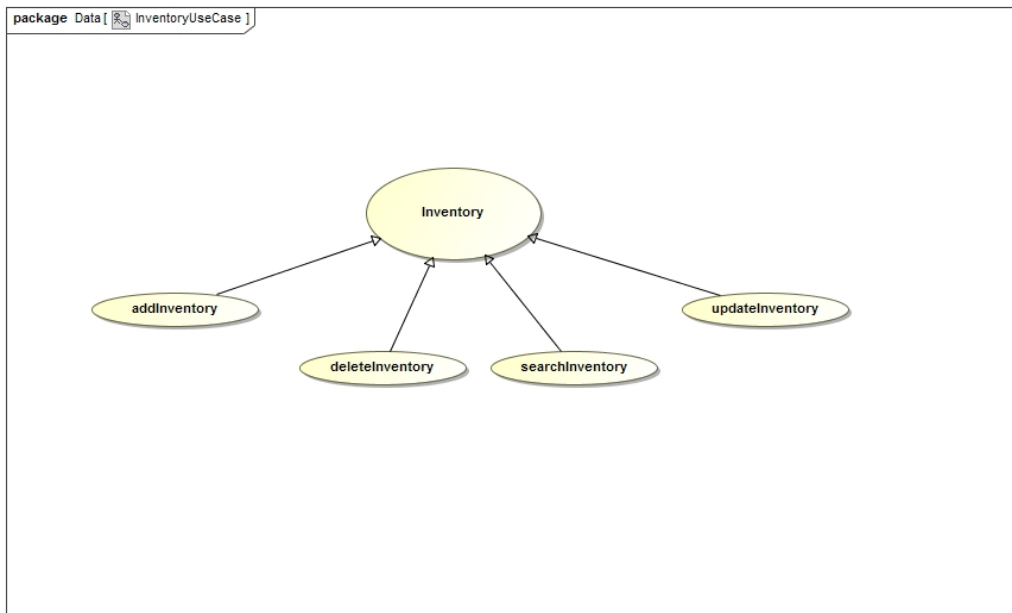 package Data [ InventoryUseCase ]
Inventory
addInventory
updateInventory
deleteInventory
searchInventory